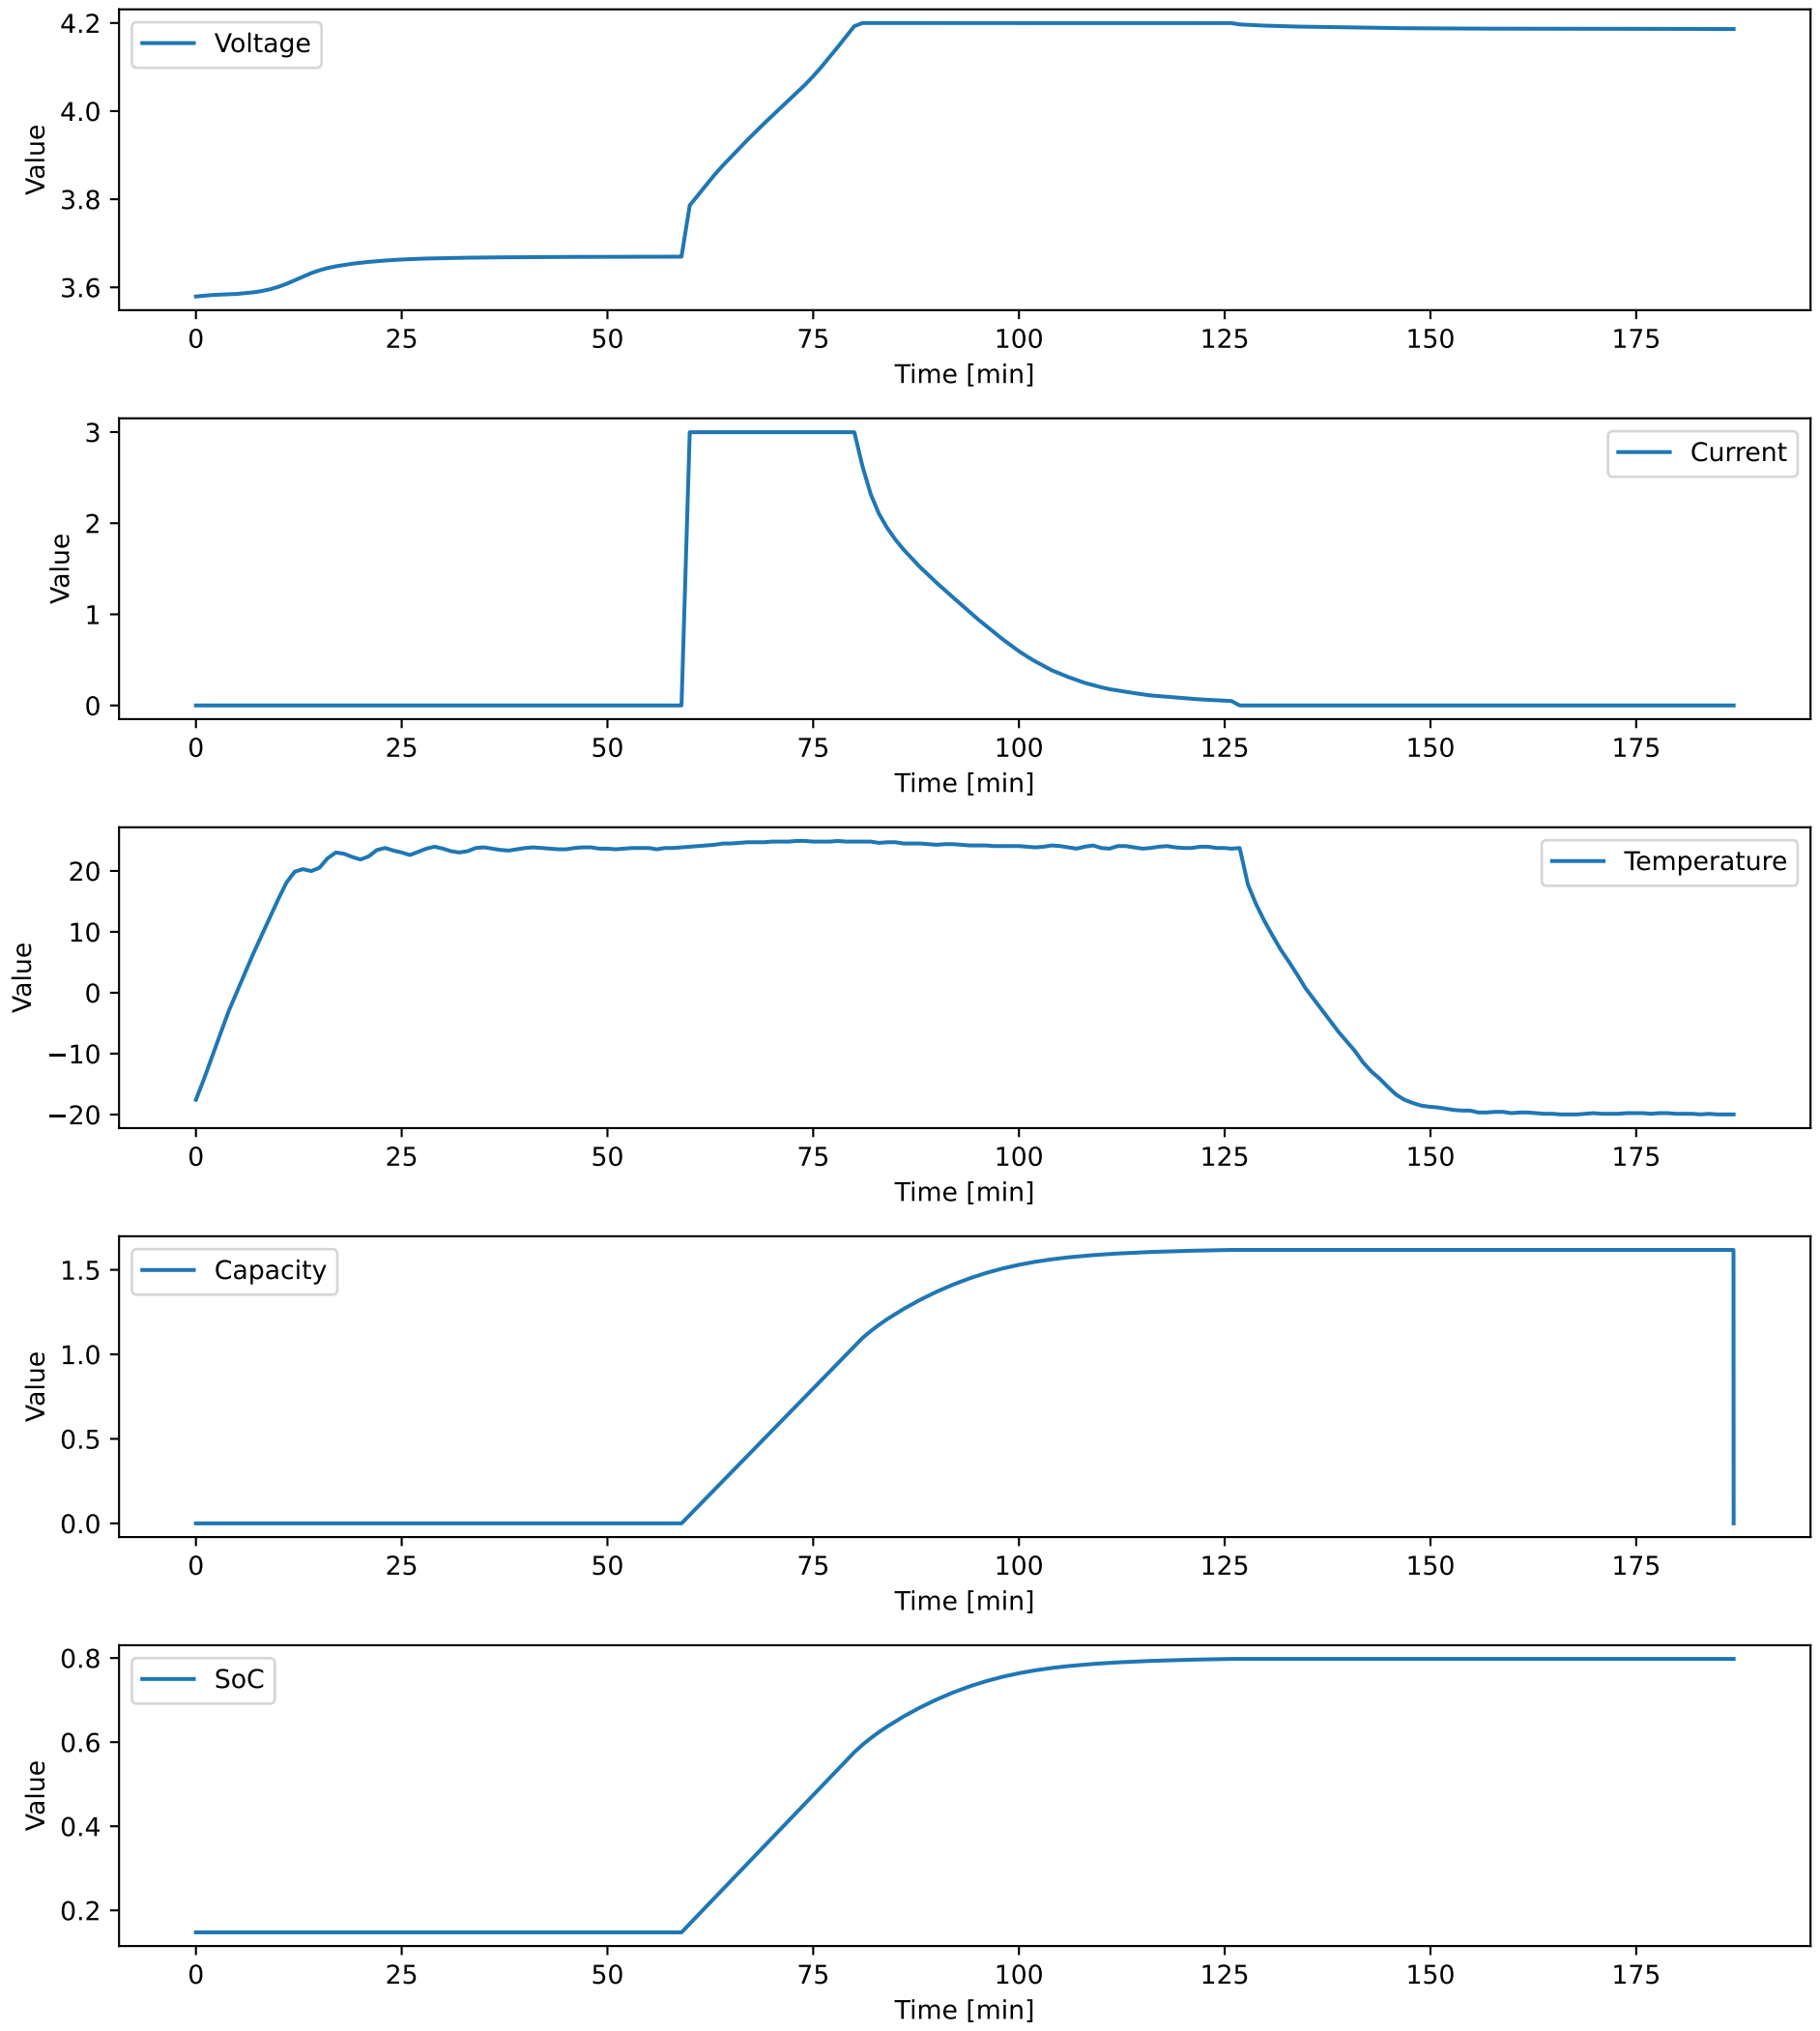 Value
4.2
4.0
3.8
3.6
Voltage
0 25 50 75 100 125 150 175
Time [min]
Value
3
2
1
0
Current
0 25 50 75 100 125 150 175
Time [min]
Value
20
10
0
−10
−20
Temperature
0 25 50 75 100 125 150 175
Time [min]
Value
1.5
1.0
0.5
0.0
Capacity
0 25 50 75 100 125 150 175
Time [min]
Value
0.8
0.6
0.4
0.2
SoC
0 25 50 75 100 125 150 175
Time [min]